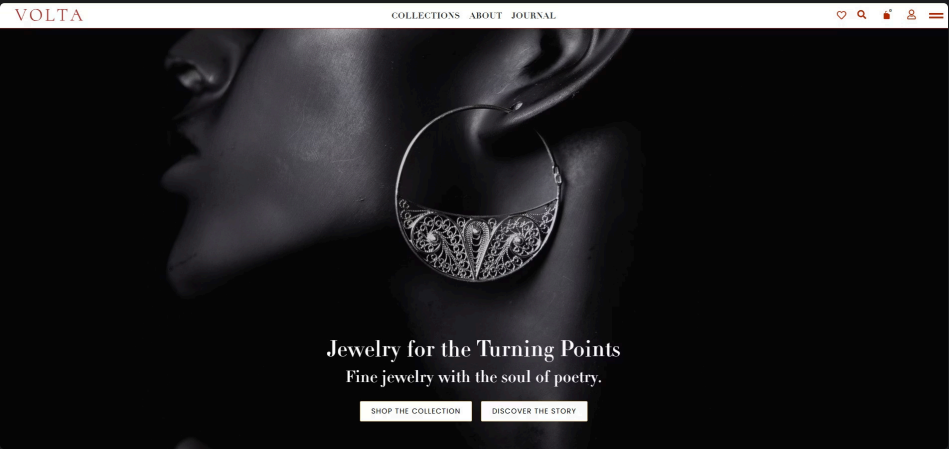 VOLTA
COLLECTIONS ABOUT JOURNAL
0
Jewelry for the Turning Points
Fine jewelry with the soul of poetry.
SHOP THE COLLECTION
DISCOVER THE STORY